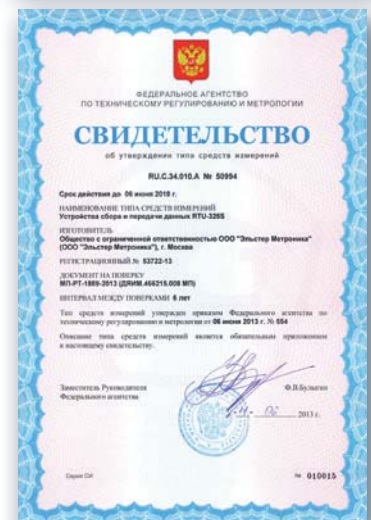 ФЕДЕРАЛЬНОЕ АГЕНТСТВО
ПО ТЕХНИЧЕСКОМУ РЕГУЛИРОВАНИЮ И МЕТРОЛОГИИ
СВИДЕТЕЛЬСТВО
об утверждении типа средств измерений
RU.C.34.010.A № 50994
Срок действия до 06 июня 2018 г.
НАИМЕНОВАНИЕ ТИПА СРЕДСТВ ИЗМЕРЕНИЙ
Устройства сбора и передачи данных RTU-325S
ИЗГОТОВИТЕЛЬ
Общество с ограниченной ответственностью ООО "Эльстер Метроника"
(ООО "Эльстер Метроника"), г. Москва
РЕГИСТРАЦИОННЫЙ № 53722-13
ДОКУМЕНТ НА ПОВЕРКУ
МП-РТ-1889-2013 (ДЯИМ.466215.008 МП)
ИНТЕРВАЛ МЕЖДУ ПОВЕРКАМИ 6 лет
Тип средств измерений утвержден приказом Федерального агентства по
техническому регулированию и метрологии от 06 июня 2013 г. № 554
Описание типа средств измерений является обязательным приложением
к настоящему свидетельству.
Заместитель Руководителя
Федерального агентства
Ф.В.Булыгин
06 2013 г.
Серия СИ
№ 010015